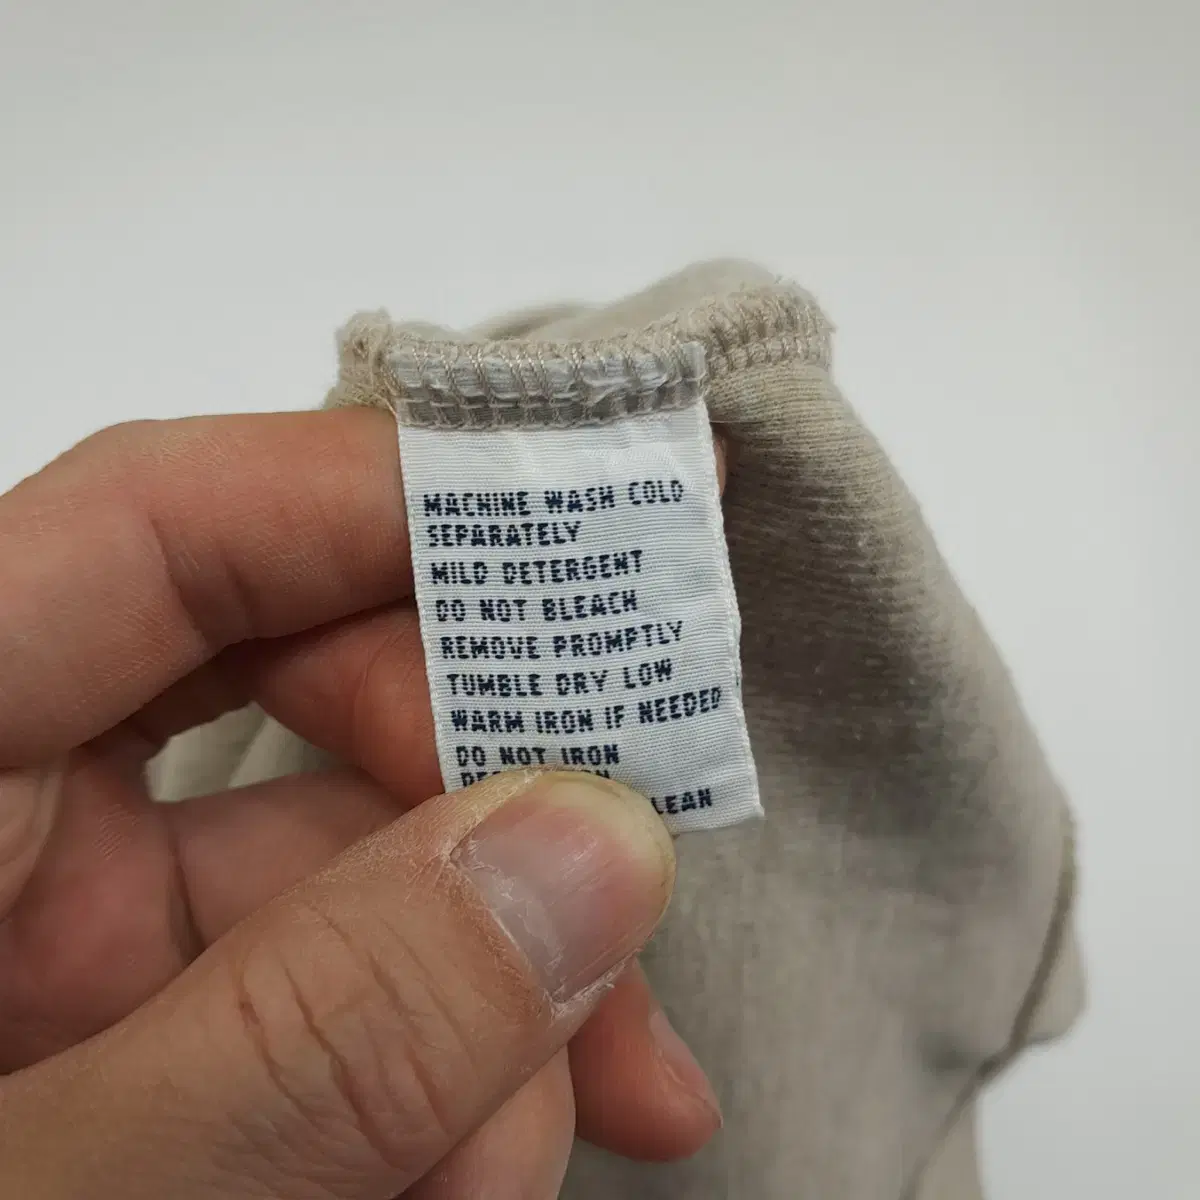 MACHINE WASH COLD
SEPARATELY
MILD DETERGENT
DO NOT BLEACH
REMOVE PROMPTLY
TUMBLE DRY LOW
WARM IRON IF NEEDED
DO NOT IRON